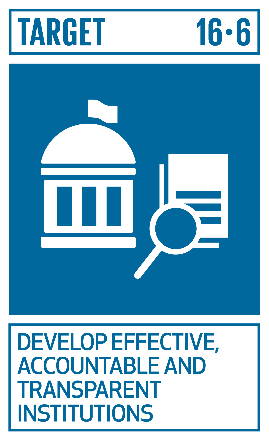 TARGET 16·6
DEVELOP EFFECTIVE,
ACCOUNTABLE AND
TRANSPARENT
INSTITUTIONS